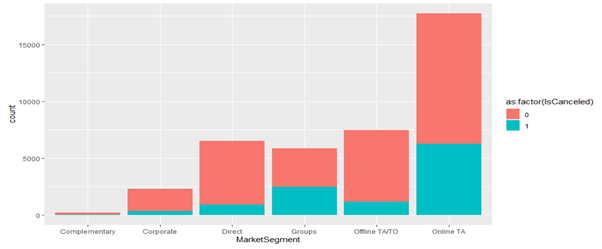 15000
10000
5000
0
count
Complementary Corporate Direct Groups Offline TA/TO Online TA
MarketSegment
as.factor(IsCanceled)
0
1